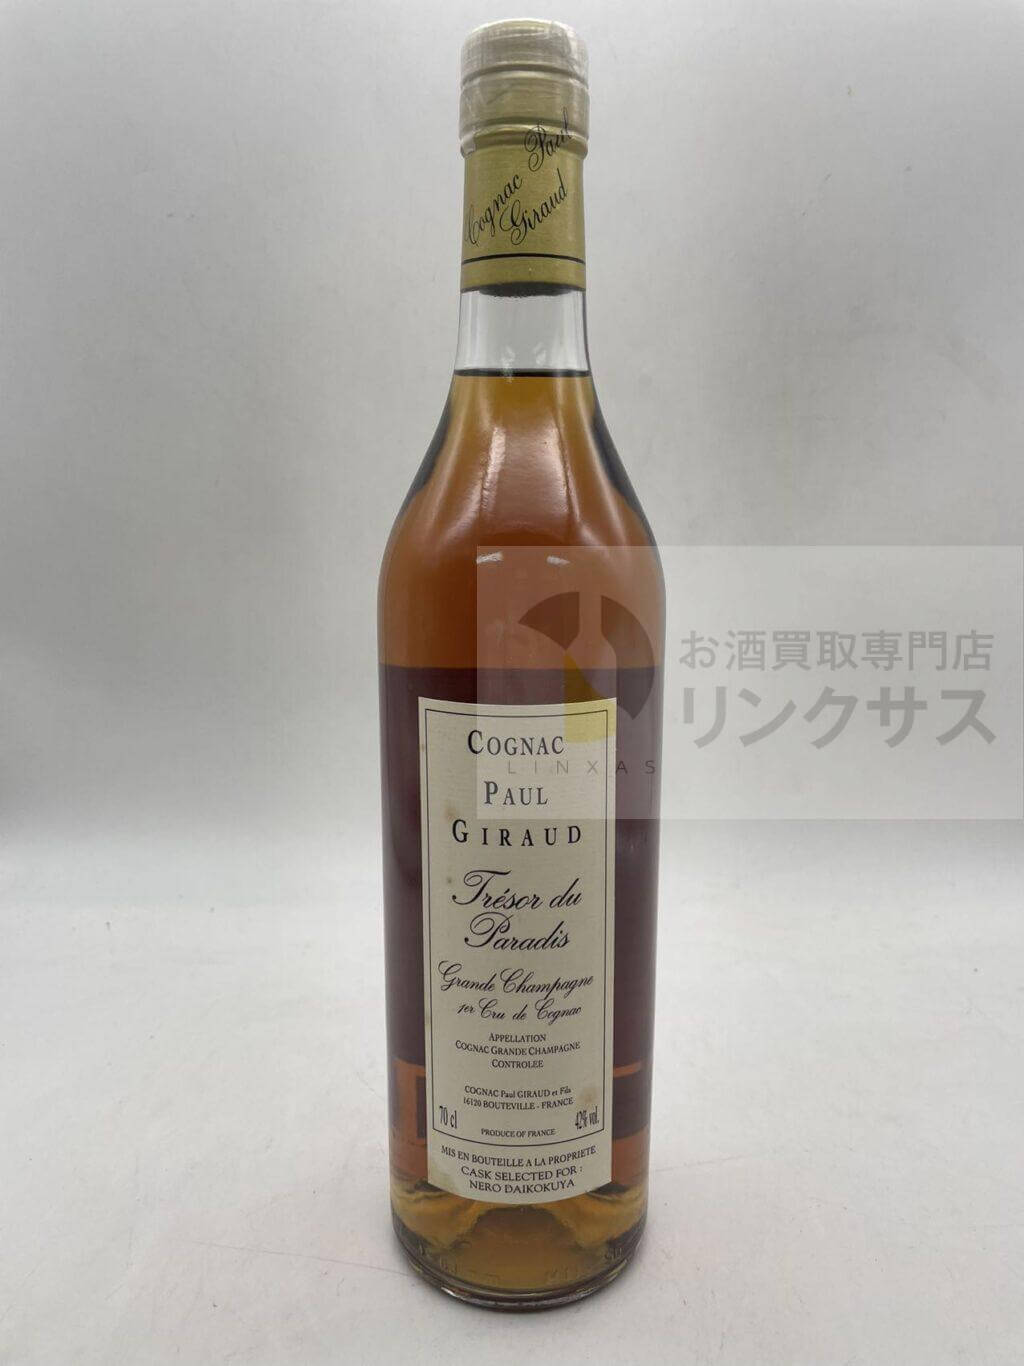 Cognac Paul
Giraud
お酒買取専門店
リンクサス
LINXAS
COGNAC
PAUL
GIRAUD
Trésor du
Paradis
Grande Champagne
1er Cru de Cognac
APPELLATION
COGNAC GRANDE CHAMPAGNE
CONTROLEE
COGNAC Paul GIRAUD et Fils
16120 BOUTEVILLE - FRANCE
70 cl 42% vol.
PRODUCE OF FRANCE
MIS EN BOUTEILLE A LA PROPRIETE
CASK SELECTED FOR :
NERO DAIKOKUYA